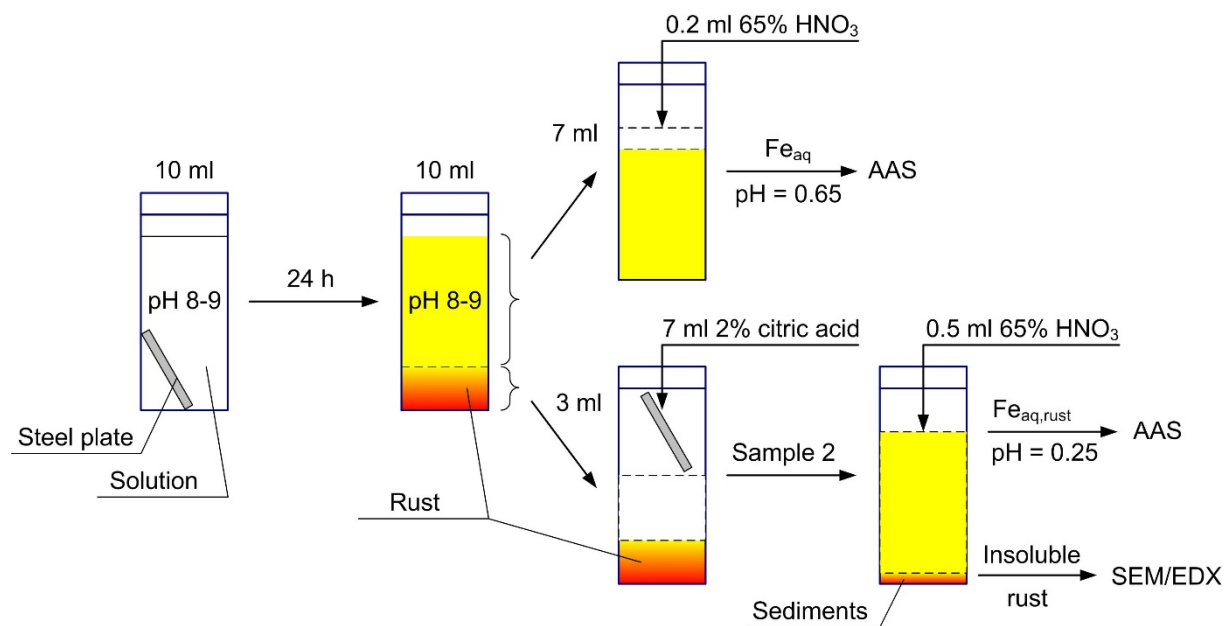 0.2 ml 65% HNO₃
7 ml
Fe_aq
pH = 0.65
AAS
10 ml
10 ml
pH 8-9
24 h
pH 8-9
7 ml 2% citric acid
0.5 ml 65% HNO₃
3 ml
Fe_aq,rust
pH = 0.25
AAS
Steel plate
Solution
Rust
Sample 2
Insoluble
rust
SEM/EDX
Sediments